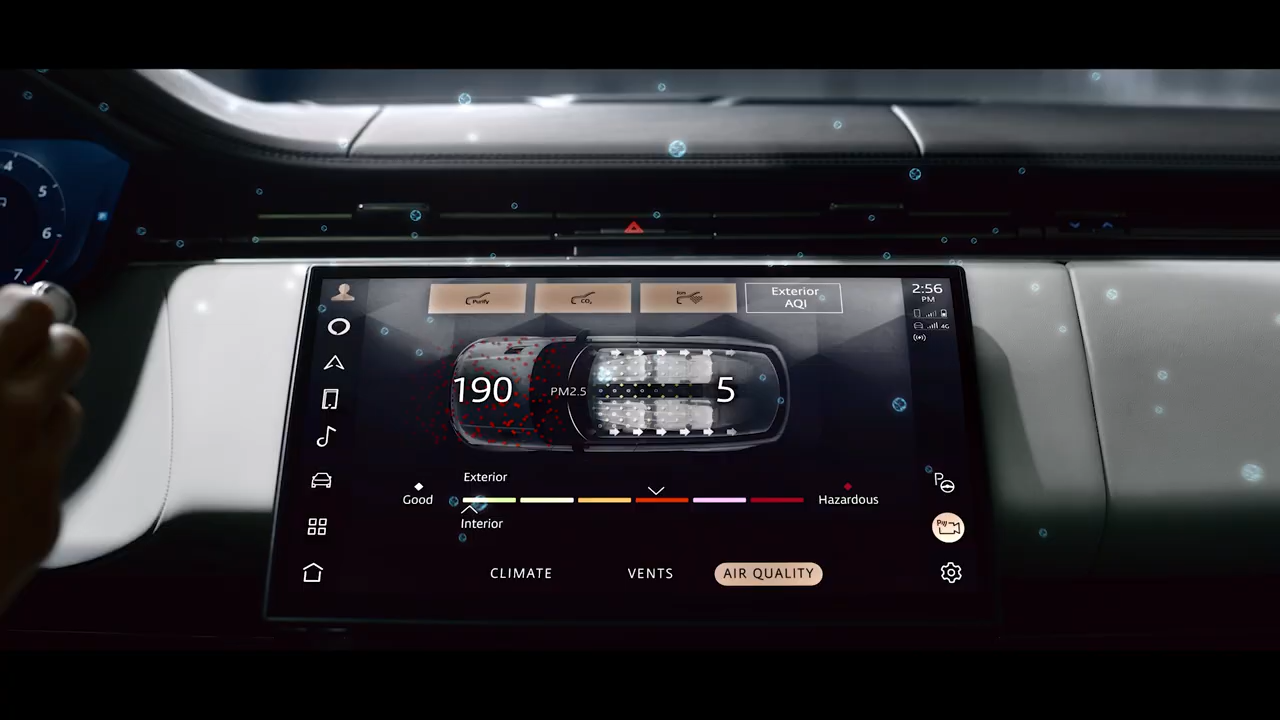 4
5
6
7
Purify
CO₂
Exterior
AQI
2:56
PM
4G
190
PM2.5
5
Exterior
Good
Hazardous
Interior
P
CLIMATE
VENTS
AIR QUALITY